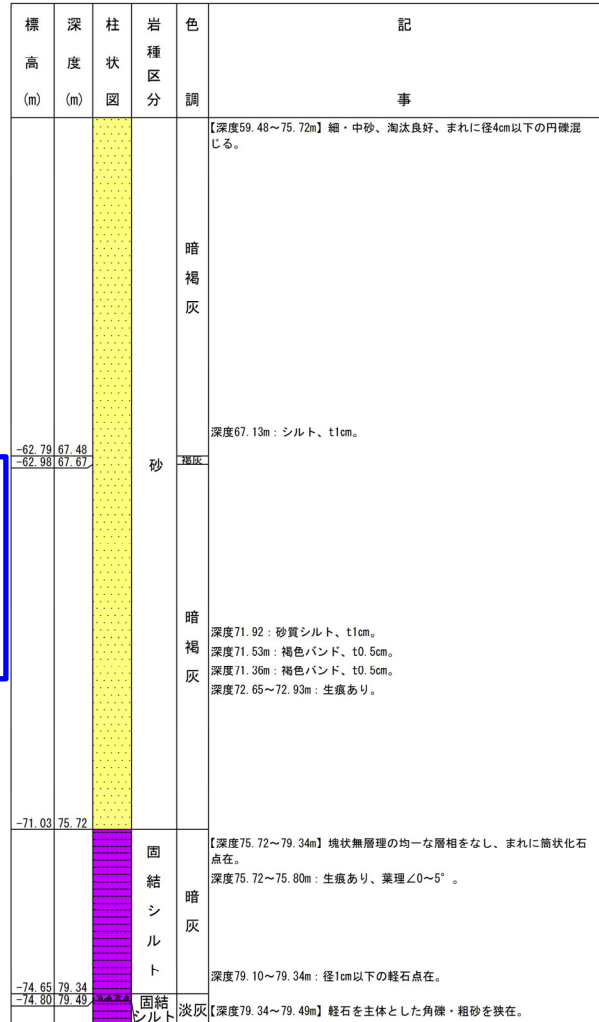 標高(m)
深度(m)
柱状図
岩種区分
色調
記事
【深度59.48～75.72m】細・中砂、淘汰良好、まれに径4cm以下の円礫混
じる。
暗褐灰
深度67.13m：シルト、t1cm。
-62.79 67.48
-62.98 67.67
砂
褐灰
暗褐灰
深度71.92：砂質シルト、t1cm。
深度71.53m：褐色バンド、t0.5cm。
深度71.36m：褐色バンド、t0.5cm。
深度72.65～72.93m：生痕あり。
-71.03 75.72
【深度75.72～79.34m】塊状無層理の均一な層相をなし、まれに筒状化石
点在。
固結シルト
暗灰
深度75.72～75.80m：生痕あり、葉理∠0～5°。
深度79.10～79.34m：径1cm以下の軽石点在。
-74.65 79.34
-74.80 79.49
固結
シルト
淡灰
【深度79.34～79.49m】軽石を主体とした角礫・粗砂を狭在。